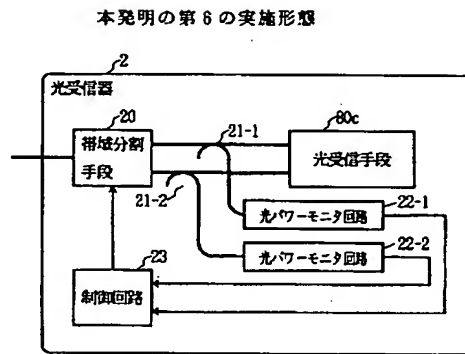 本発明の第6の実施形態
2
光受信器
20
帯域分割
手段
21-1
80c
光受信手段
21-2
22-1
光パワーモニタ回路
22-2
光パワーモニタ回路
23
制御回路